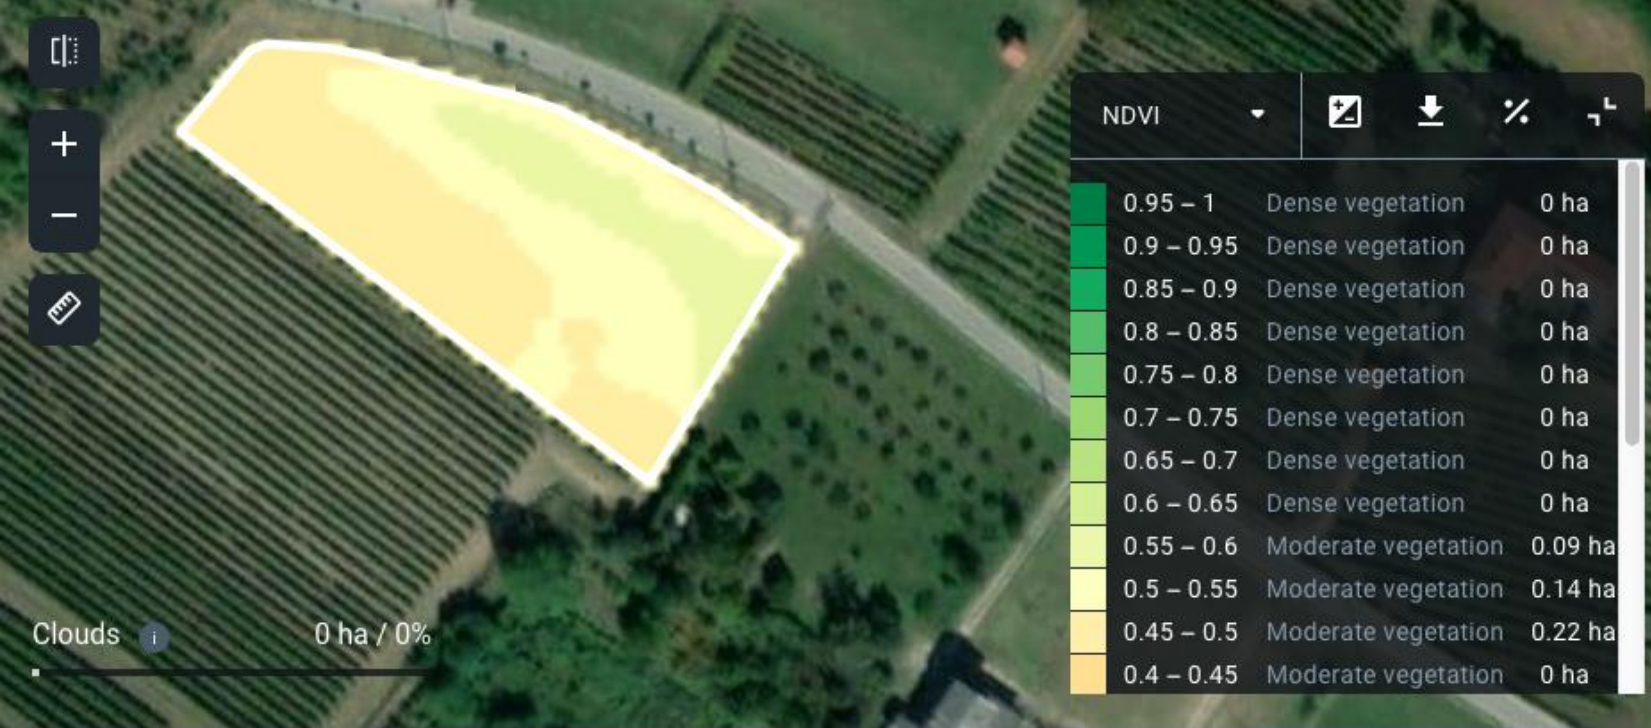 NDVI
0.95 – 1 Dense vegetation 0 ha
0.9 – 0.95 Dense vegetation 0 ha
0.85 – 0.9 Dense vegetation 0 ha
0.8 – 0.85 Dense vegetation 0 ha
0.75 – 0.8 Dense vegetation 0 ha
0.7 – 0.75 Dense vegetation 0 ha
0.65 – 0.7 Dense vegetation 0 ha
0.6 – 0.65 Dense vegetation 0 ha
0.55 – 0.6 Moderate vegetation 0.09 ha
0.5 – 0.55 Moderate vegetation 0.14 ha
0.45 – 0.5 Moderate vegetation 0.22 ha
0.4 – 0.45 Moderate vegetation 0 ha
Clouds i 0 ha / 0%